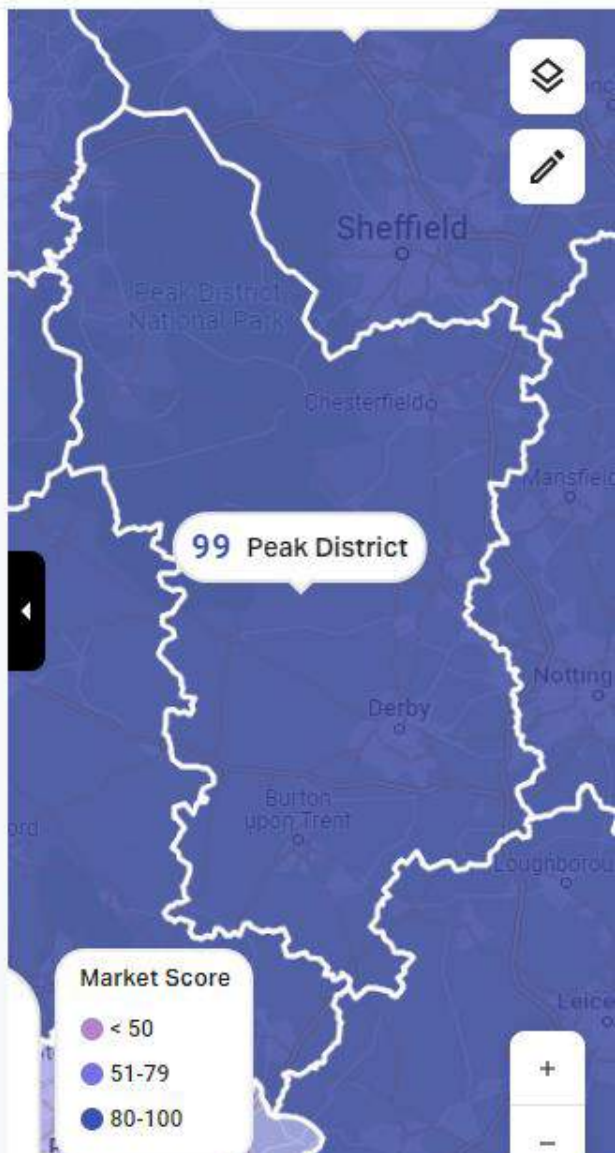 Sheffield
Peak District
National Park
Chesterfield
Mansfield
99 Peak District
Notting
Derby
Burton
upon Trent
ord
Loughborou
Market Score
Leice
< 50
51-79
80-100
+
−